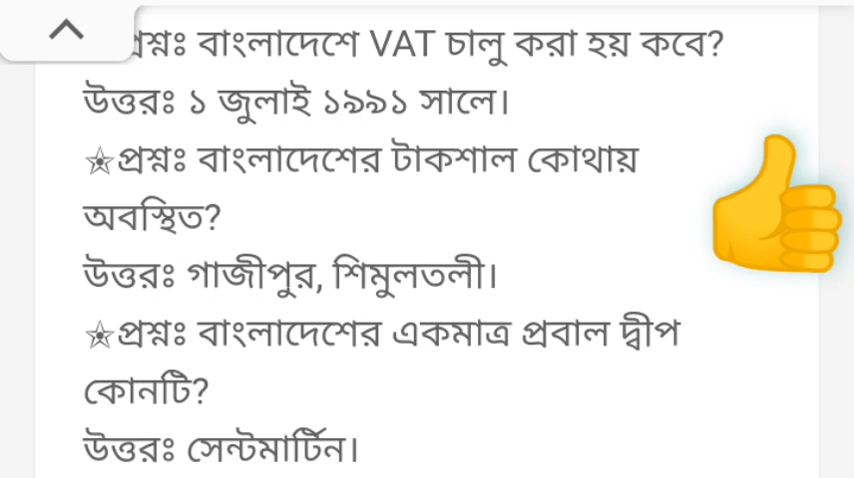 প্রশ্নঃ বাংলাদেশে VAT চালু করা হয় কবে?
উত্তরঃ ১ জুলাই ১৯৯১ সালে।
★প্রশ্নঃ বাংলাদেশের টাকশাল কোথায়
অবস্থিত?
উত্তরঃ গাজীপুর, শিমুলতলী।
★প্রশ্নঃ বাংলাদেশের একমাত্র প্রবাল দ্বীপ
কোনটি?
উত্তরঃ সেন্টমার্টিন।